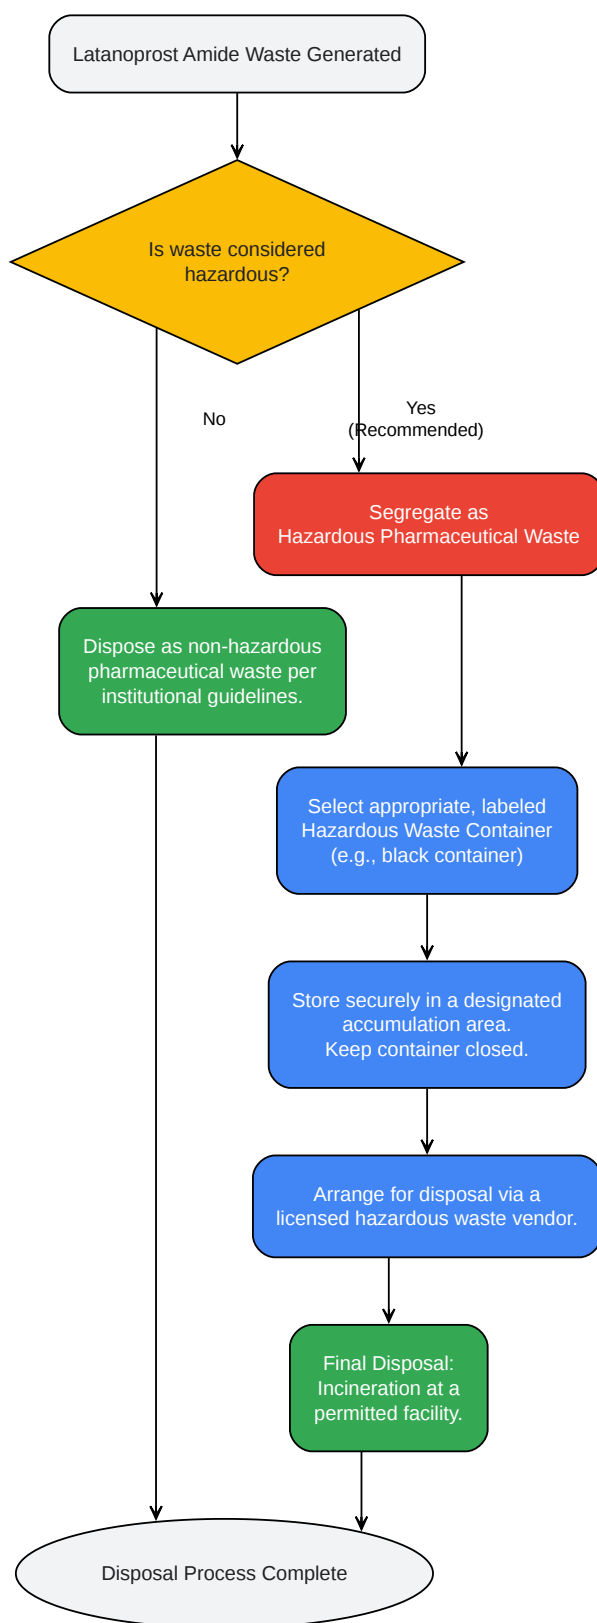 Latanoprost Amide Waste Generated
Is waste considered
hazardous?
No
Yes
(Recommended)
Segregate as
Hazardous Pharmaceutical Waste
Dispose as non-hazardous
pharmaceutical waste per
institutional guidelines.
Select appropriate, labeled
Hazardous Waste Container
(e.g., black container)
Store securely in a designated
accumulation area.
Keep container closed.
Arrange for disposal via a
licensed hazardous waste vendor.
Final Disposal:
Incineration at a
permitted facility.
Disposal Process Complete